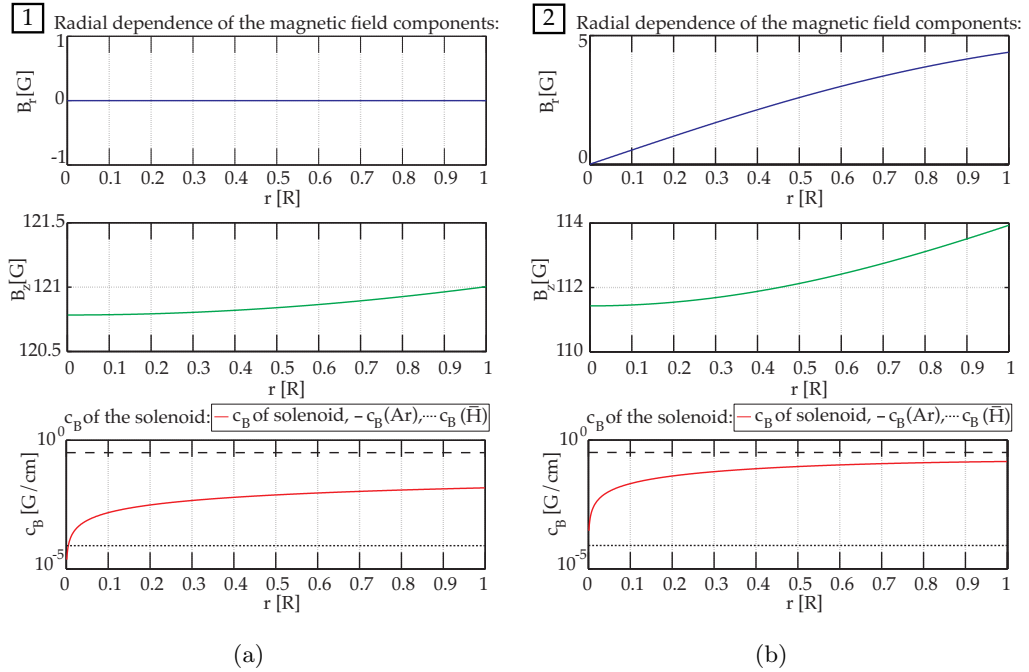 1 Radial dependence of the magnetic field components:
1
0
-1
B_r[G]
0 0.1 0.2 0.3 0.4 0.5 0.6 0.7 0.8 0.9 1
r [R]
121.5
121
120.5
B_z[G]
0 0.1 0.2 0.3 0.4 0.5 0.6 0.7 0.8 0.9 1
r [R]
c_B of the solenoid: – c_B of solenoid, – c_B(Ar), ···· c_B (H̅)
10^0
10^-5
c_B [G/cm]
0 0.1 0.2 0.3 0.4 0.5 0.6 0.7 0.8 0.9 1
r [R]
(a)
2 Radial dependence of the magnetic field components:
5
0
B_r[G]
0 0.1 0.2 0.3 0.4 0.5 0.6 0.7 0.8 0.9 1
r [R]
114
112
110
B_z[G]
0 0.1 0.2 0.3 0.4 0.5 0.6 0.7 0.8 0.9 1
r [R]
c_B of the solenoid: – c_B of solenoid, – c_B(Ar), ···· c_B (H̅)
10^0
10^-5
c_B [G/cm]
0 0.1 0.2 0.3 0.4 0.5 0.6 0.7 0.8 0.9 1
r [R]
(b)